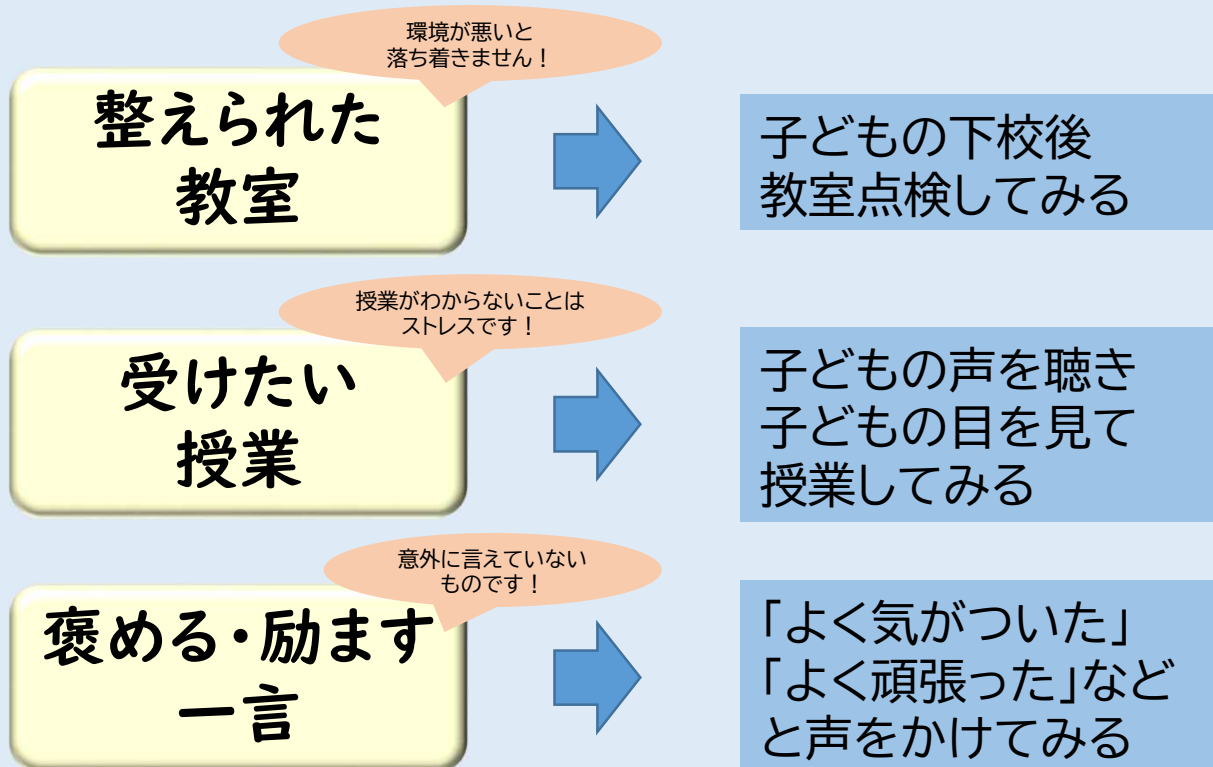 環境が悪いと
落ち着きません！
整えられた
教室
子どもの下校後
教室点検してみる
授業がわからないことは
ストレスです！
受けたい
授業
子どもの声を聴き
子どもの目を見て
授業してみる
意外に言えていない
ものです！
褒める・励ます
一言
「よく気がついた」
「よく頑張った」など
と声をかけてみる